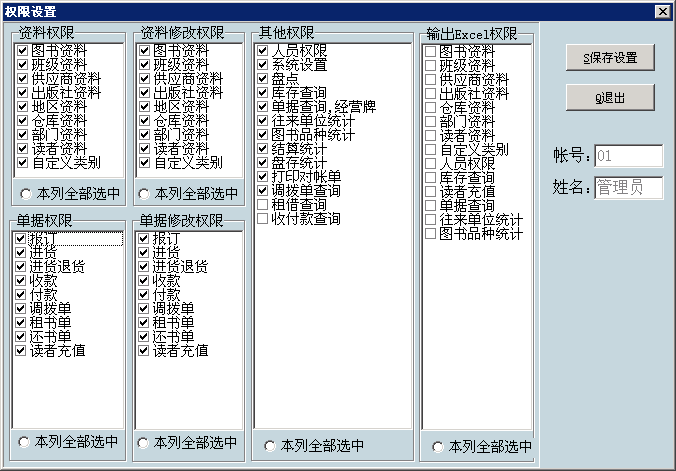 权限设置
资料权限
图书资料
班级资料
供应商资料
出版社资料
地区资料
仓库资料
部门资料
读者资料
自定义类别
本列全部选中
资料修改权限
图书资料
班级资料
供应商资料
出版社资料
地区资料
仓库资料
部门资料
读者资料
自定义类别
本列全部选中
单据权限
报订
进货
进货退货
收款
付款
调拨单
租书单
还书单
读者充值
本列全部选中
单据修改权限
报订
进货
进货退货
收款
付款
调拨单
租书单
还书单
读者充值
本列全部选中
其他权限
人员权限
系统设置
盘点
库存查询
单据查询,经营牌
往来单位统计
图书品种统计
结算统计
盘存统计
打印对帐单
调拨单查询
租借查询
收付款查询
本列全部选中
输出Excel权限
图书资料
班级资料
供应商资料
出版社资料
地区资料
仓库资料
部门资料
读者资料
自定义类别
人员权限
库存查询
读者充值
单据查询
往来单位统计
图书品种统计
本列全部选中
S保存设置
Q退出
帐号: 01
姓名: 管理员